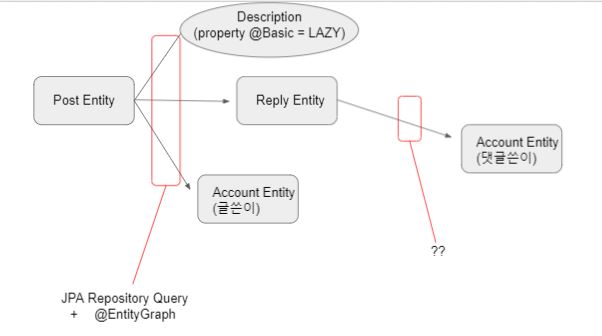 Description
(property @Basic = LAZY)
Post Entity
Reply Entity
Account Entity
(댓글쓴이)
Account Entity
(글쓴이)
??
JPA Repository Query
+ @EntityGraph